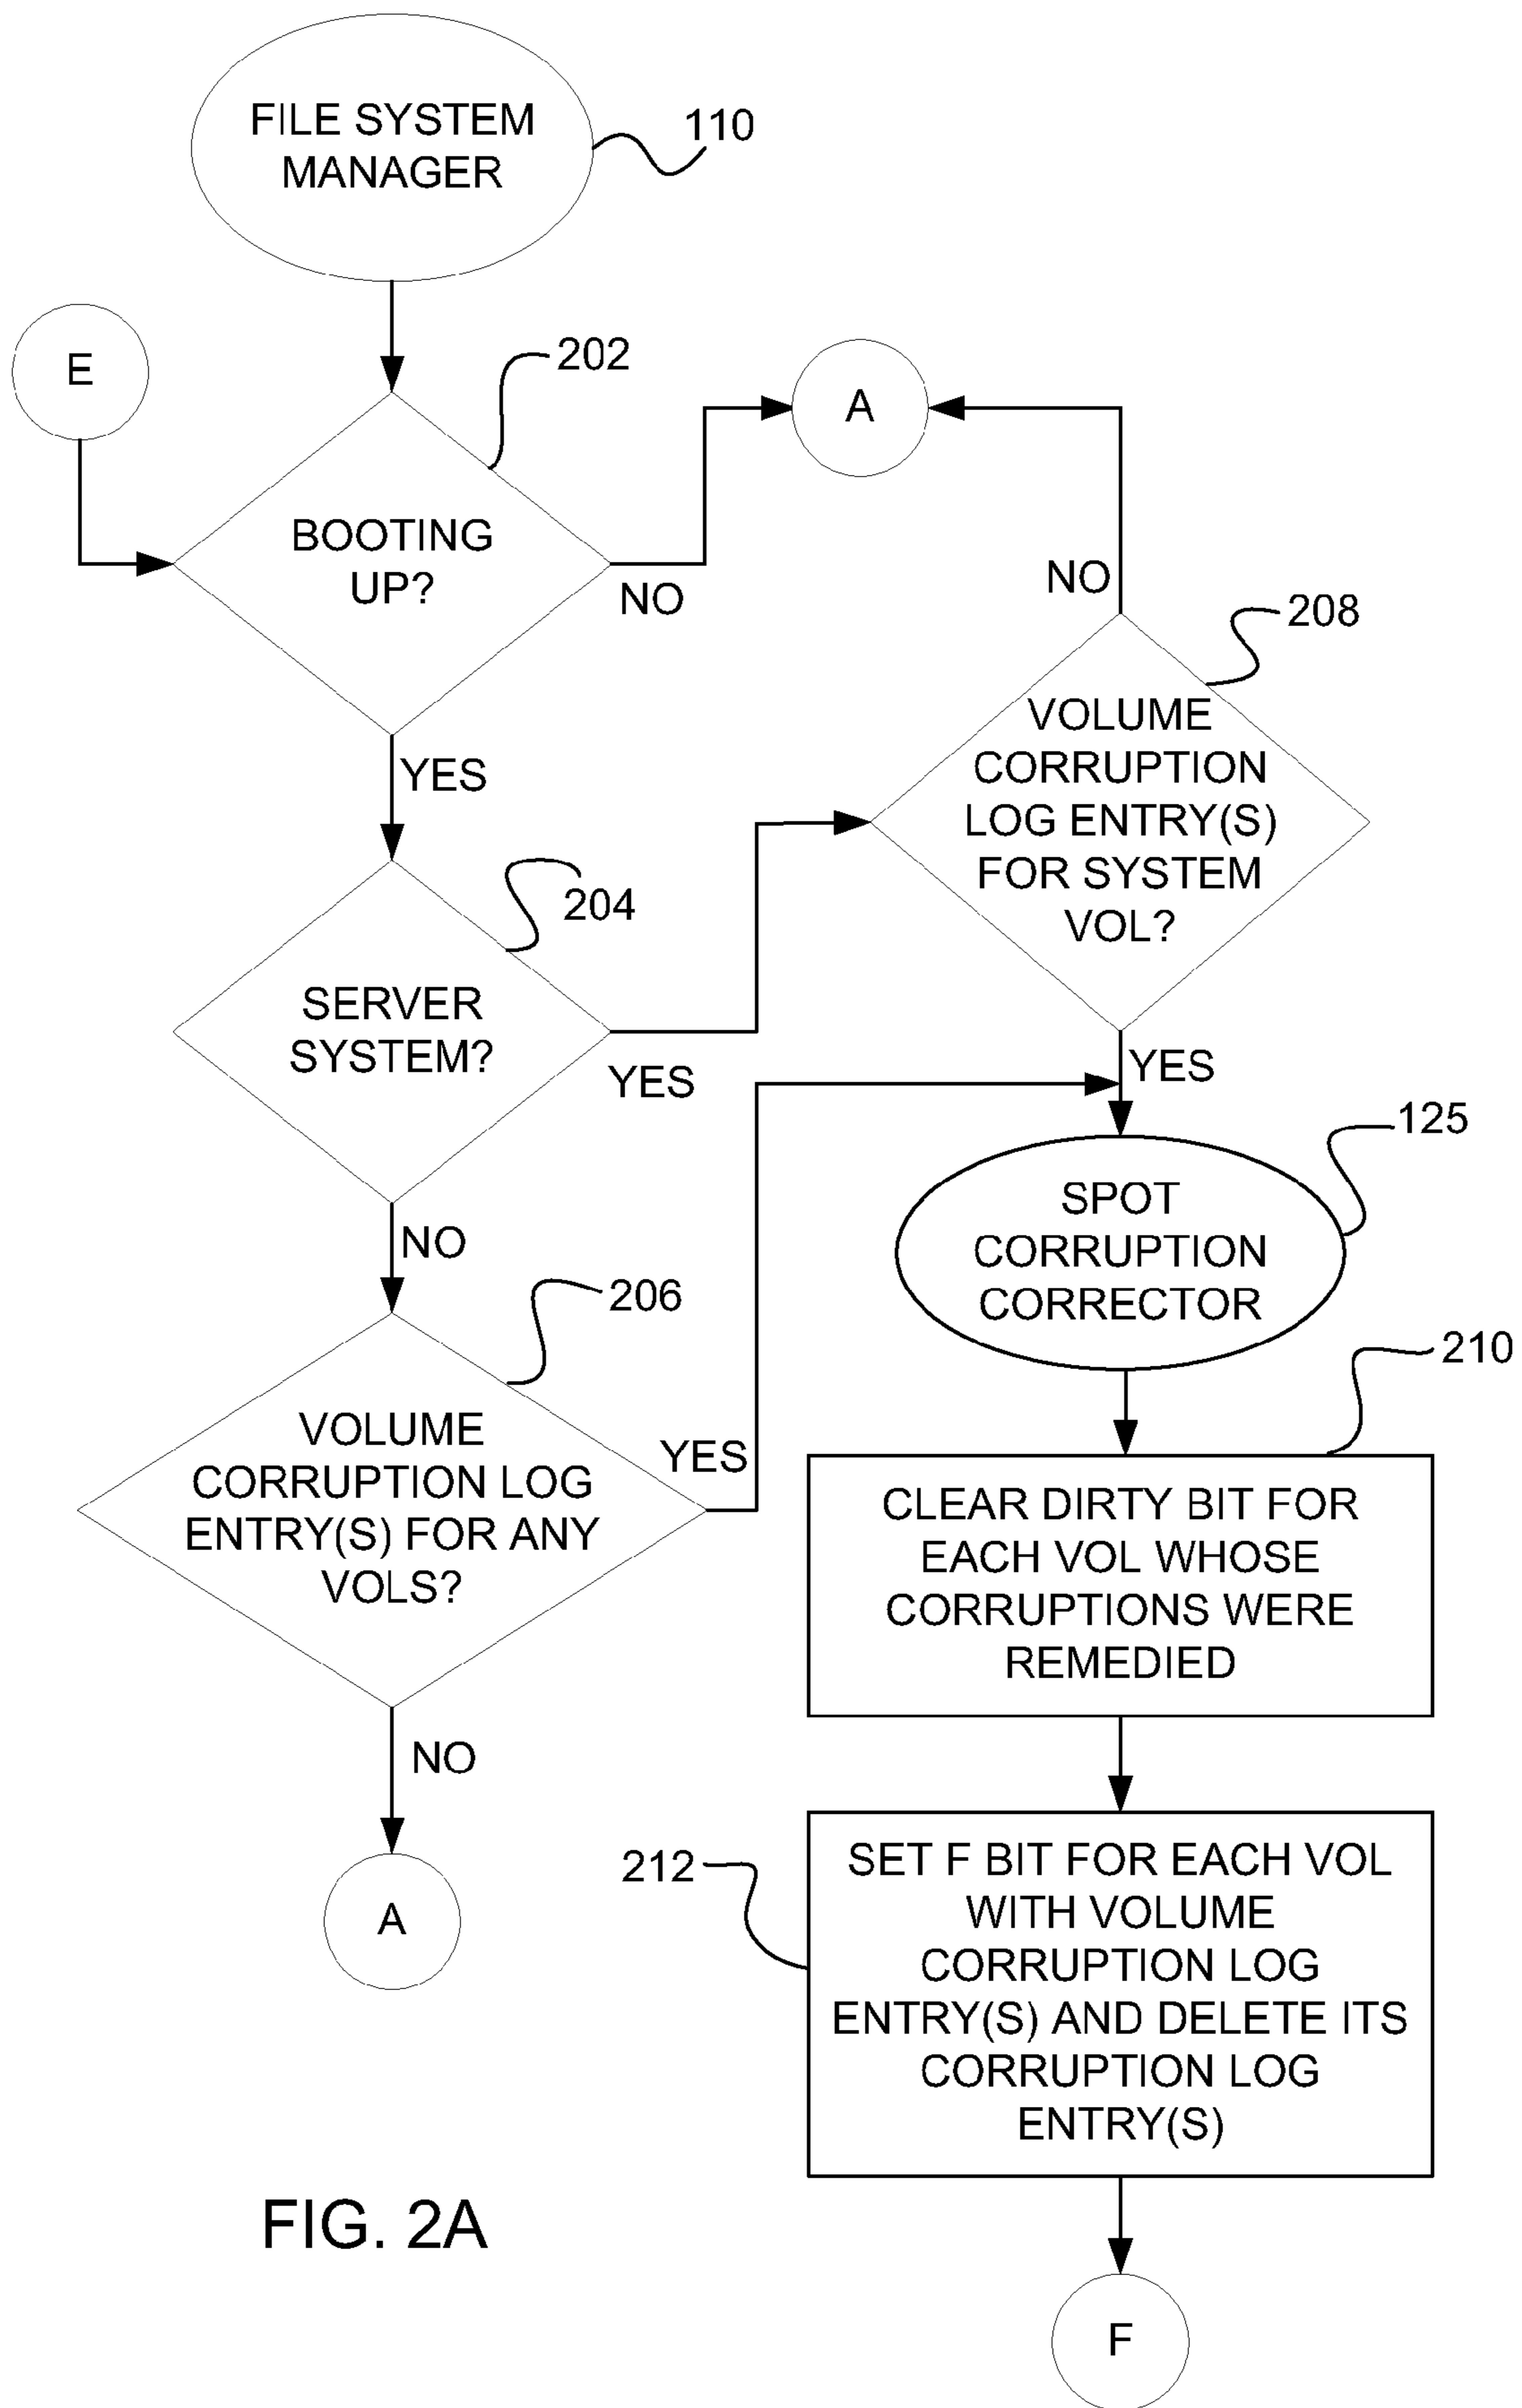 FILE SYSTEM
MANAGER
110
E
202
A
BOOTING
UP?
NO
NO
208
YES
VOLUME
CORRUPTION
LOG ENTRY(S)
FOR SYSTEM
VOL?
204
SERVER
SYSTEM?
YES
YES
125
SPOT
CORRUPTION
CORRECTOR
NO
206
210
VOLUME
CORRUPTION LOG
ENTRY(S) FOR ANY
VOLS?
YES
CLEAR DIRTY BIT FOR
EACH VOL WHOSE
CORRUPTIONS WERE
REMEDIED
NO
A
212
SET F BIT FOR EACH VOL
WITH VOLUME
CORRUPTION LOG
ENTRY(S) AND DELETE ITS
CORRUPTION LOG
ENTRY(S)
FIG. 2A
F